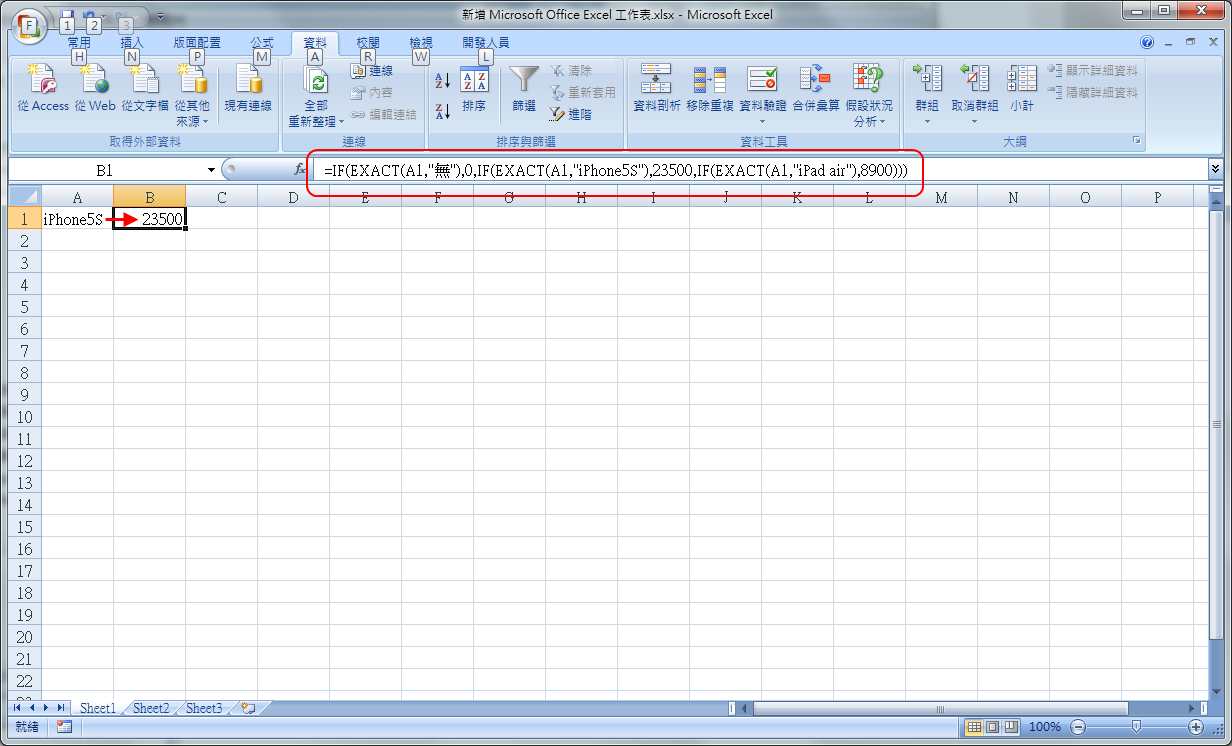 新增 Microsoft Office Excel 工作表.xlsx - Microsoft Excel
1 2 3
常用 插入 版面配置 公式 資料 校閱 檢視 開發人員
F H N P M A R W L
從 Access 從 Web 從文字檔 從其他來源 現有連線
取得外部資料
全部重新整理 連線 內容 編輯連結
連線
排序 篩選 清除 重新套用 進階
排序與篩選
資料剖析 移除重複 資料驗證 合併彙算 假設狀況分析
資料工具
群組 取消群組 小計 顯示詳細資料 隱藏詳細資料
大綱
B1 fx =IF(EXACT(A1,"無"),0,IF(EXACT(A1,"iPhone5S"),23500,IF(EXACT(A1,"iPad air"),8900)))
A B C D E F G H I J K L M N O P
1 iPhone5S 23500
2
3
4
5
6
7
8
9
10
11
12
13
14
15
16
17
18
19
20
21
22
Sheet1 Sheet2 Sheet3
就緒 100%